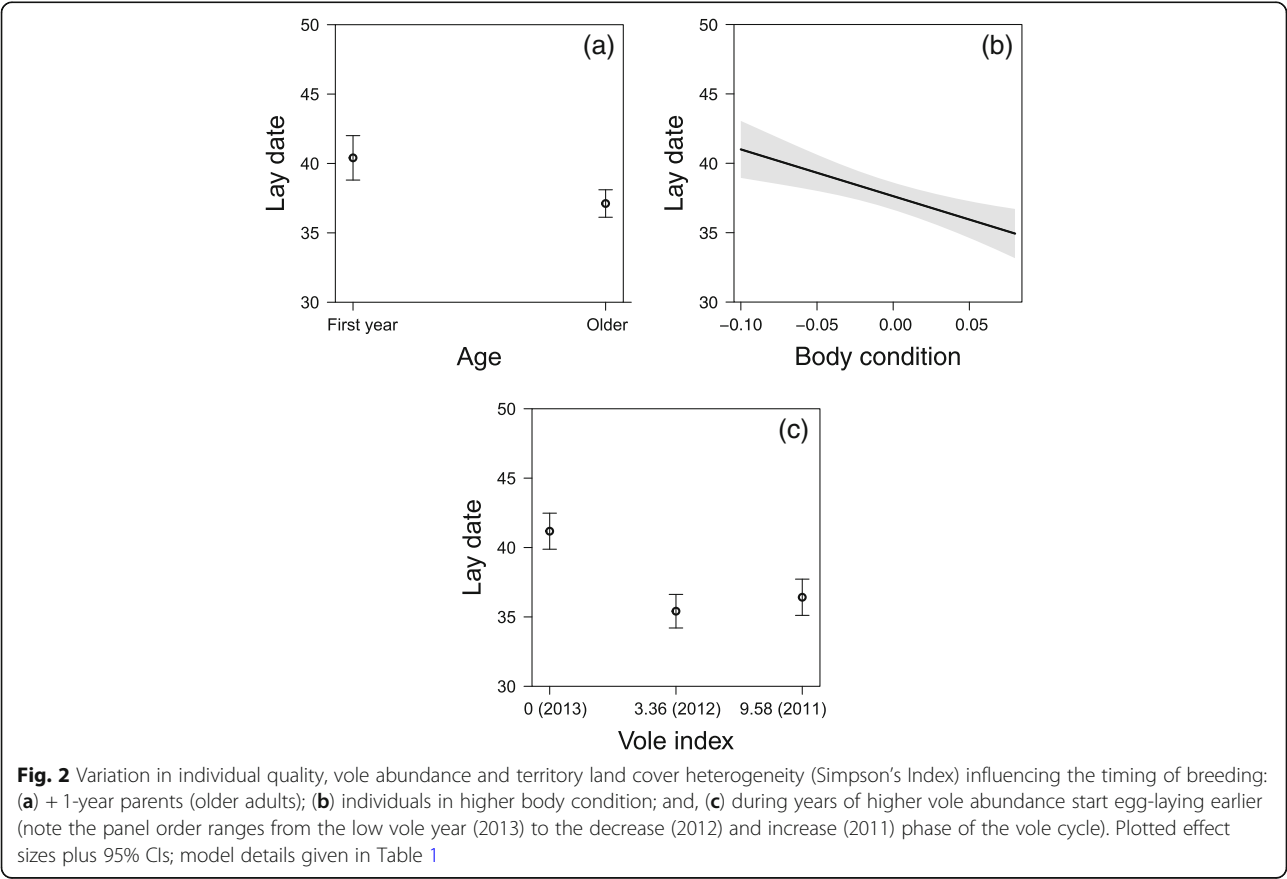 50
45
40
35
30
Lay date
(a)
First year Older
Age
50
45
40
35
30
Lay date
(b)
−0.10 −0.05 0.00 0.05
Body condition
50
45
40
35
30
Lay date
(c)
0 (2013) 3.36 (2012) 9.58 (2011)
Vole index
Fig. 2 Variation in individual quality, vole abundance and territory land cover heterogeneity (Simpson's Index) influencing the timing of breeding:
(a) + 1-year parents (older adults); (b) individuals in higher body condition; and, (c) during years of higher vole abundance start egg-laying earlier
(note the panel order ranges from the low vole year (2013) to the decrease (2012) and increase (2011) phase of the vole cycle). Plotted effect
sizes plus 95% CIs; model details given in Table 1